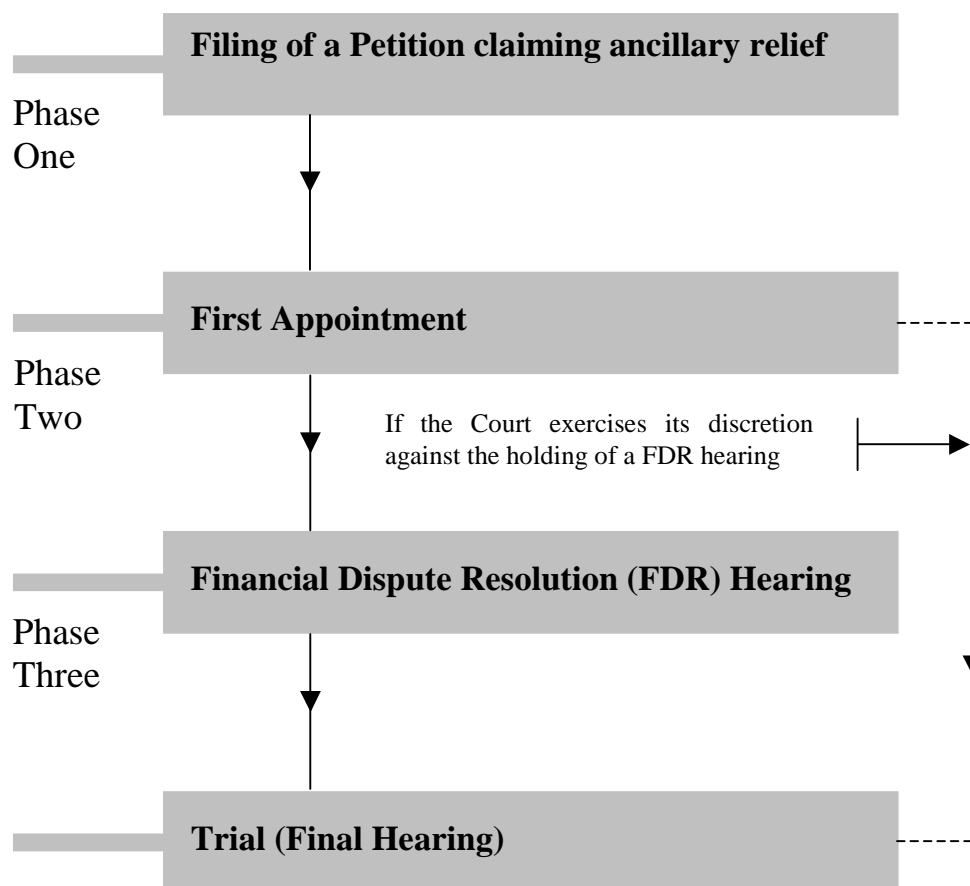 Filing of a Petition claiming ancillary relief
Phase
One
First Appointment
Phase
Two
If the Court exercises its discretion
against the holding of a FDR hearing
Financial Dispute Resolution (FDR) Hearing
Phase
Three
Trial (Final Hearing)